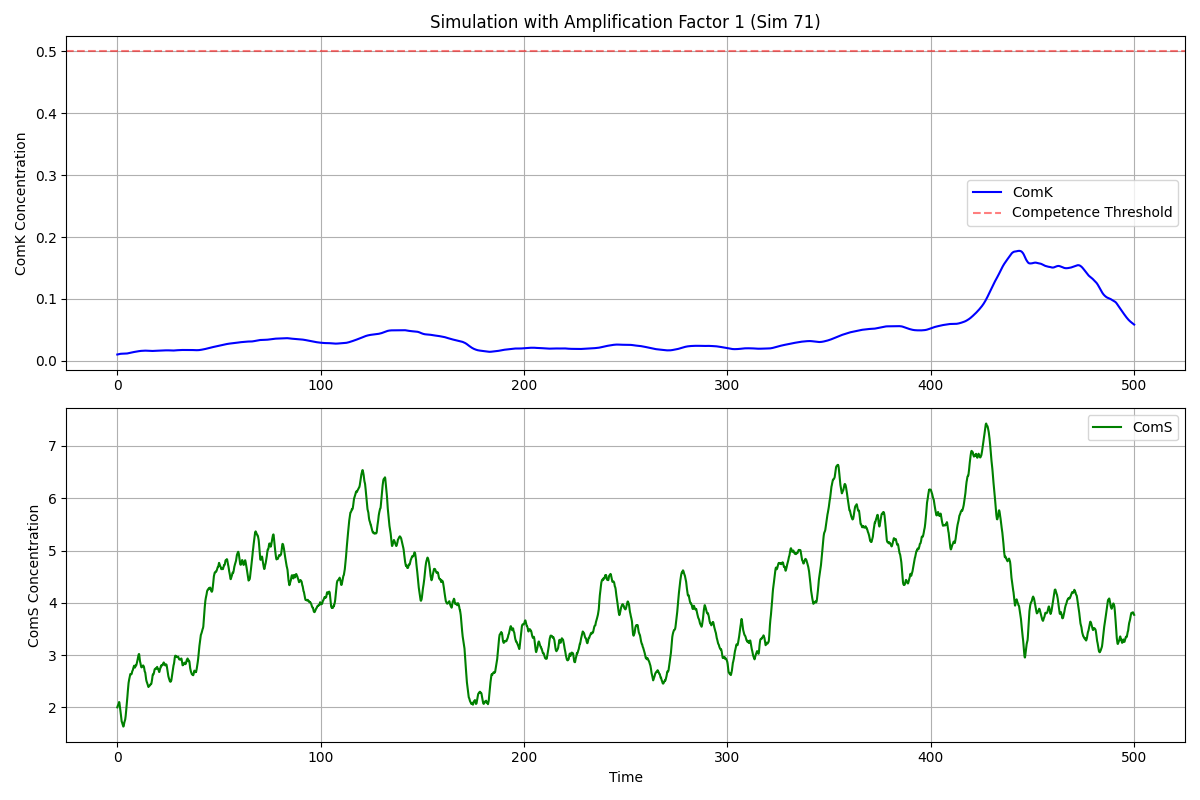 Simulation with Amplification Factor 1 (Sim 71)
ComK Concentration
0.5
0.4
0.3
0.2
0.1
0.0
ComK
Competence Threshold
0 100 200 300 400 500
ComS Concentration
7
6
5
4
3
2
ComS
0 100 200 300 400 500
Time